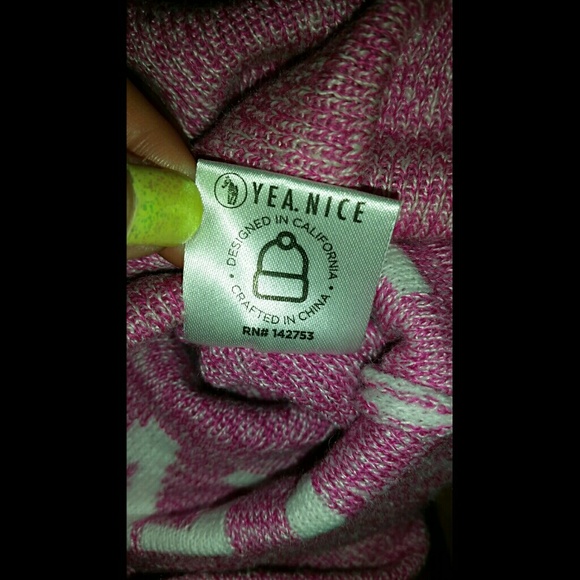 YEA.NICE
• DESIGNED IN CALIFORNIA •
CRAFTED IN CHINA
RN# 142753